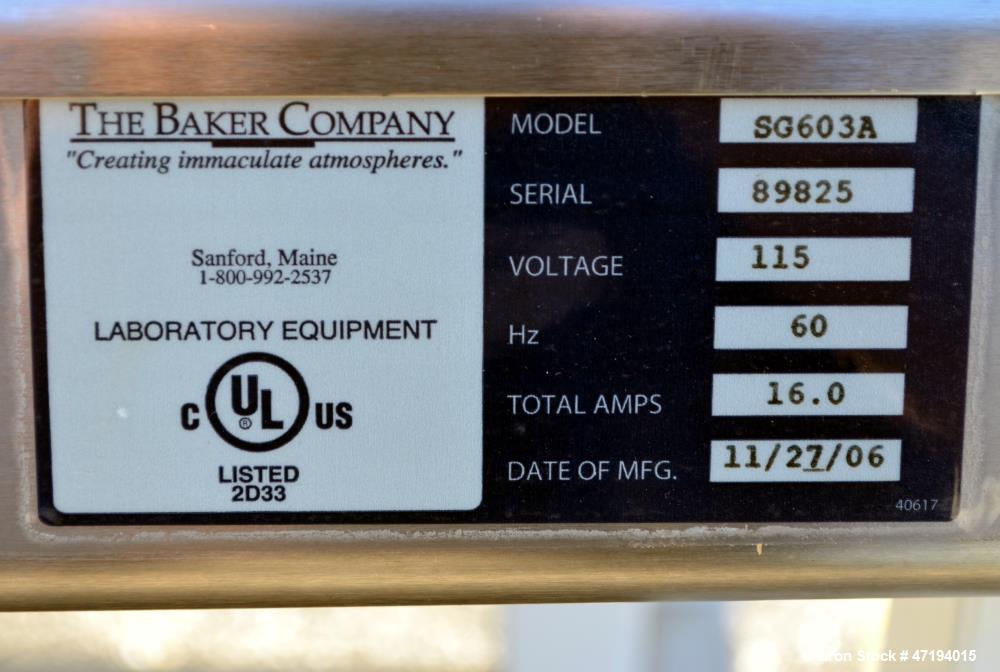 THE BAKER COMPANY
"Creating immaculate atmospheres."
Sanford, Maine
1-800-992-2537
LABORATORY EQUIPMENT
C UL ® US
LISTED
2D33
MODEL SG603A
SERIAL 89825
VOLTAGE 115
Hz 60
TOTAL AMPS 16.0
DATE OF MFG. 11/27/06
40617
Stock # 47194015